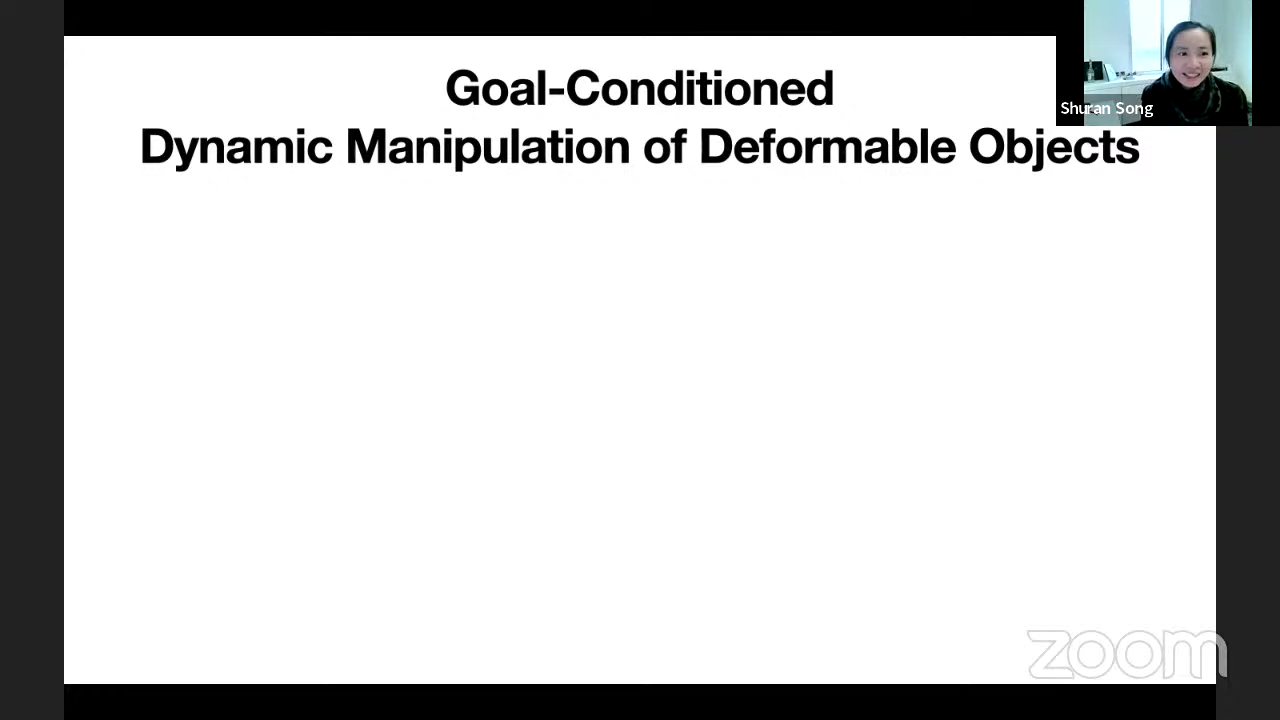 Goal-Conditioned
Dynamic Manipulation of Deformable Objects
Shuran Song
zoom